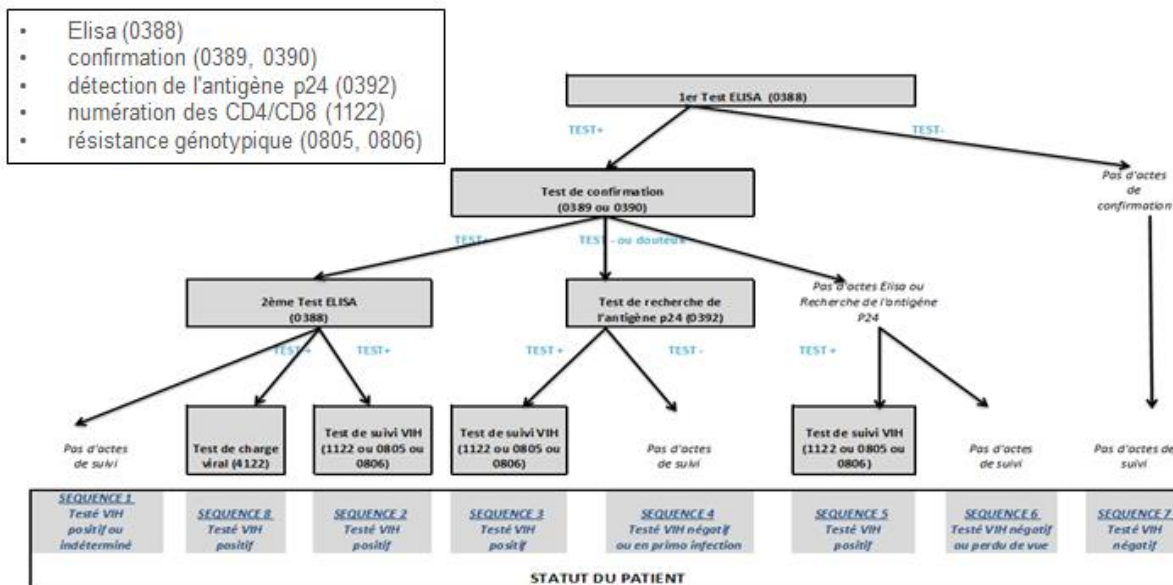 • Elisa (0388)
• confirmation (0389, 0390)
• détection de l'antigène p24 (0392)
• numération des CD4/CD8 (1122)
• résistance génotypique (0805, 0806)
1er Test ELISA (0388)
TEST+
TEST-
Pas d'actes
de
confirmation
Test de confirmation
(0389 ou 0390)
TEST+
TEST - ou douteux
2ème Test ELISA
(0388)
Test de recherche de
l'antigène p24 (0392)
Pas d'actes Elisa ou
Recherche de l'antigéne
P24
TEST +
TEST+
TEST +
TEST -
TEST +
Pas d'actes
de suivi
Test de charge
viral (4122)
Test de suivi VIH
(1122 ou 0805 ou
0806)
Test de suivi VIH
(1122 ou 0805 ou
0806)
Pas d'actes
de suivi
Test de suivi VIH
(1122 ou 0805 ou
0806)
Pas d'actes
de suivi
Pas d'actes de
suivi
SEQUENCE 1
Testé VIH
positif ou
indéterminé
SEQUENCE 8
Testé VIH
positif
SEQUENCE 2
Testé VIH
positif
SEQUENCE 3
Testé VIH
positif
SEQUENCE 4
Testé VIH négatif
ou en primo infection
SEQUENCE 5
Testé VIH
positif
SEQUENCE 6
Testé VIH négatif
ou perdu de vue
SEQUENCE 7
Testé VIH
négatif
STATUT DU PATIENT